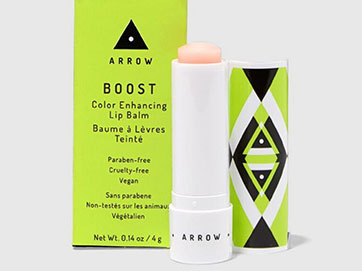 ARROW
BOOST
Color Enhancing
Lip Balm
Baume à Lèvres
Teinté
Paraben-free
Cruelty-free
Vegan
Sans parabene
Non-testés sur les animaux
Végétalien
Net Wt. 0.14 oz / 4 g
ARROW